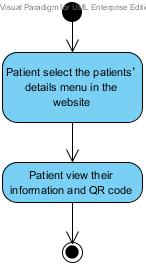 Visual Paradigm for UML Enterprise Editi
Patient select the patients’
details menu in the
website
Patient view their
information and QR code